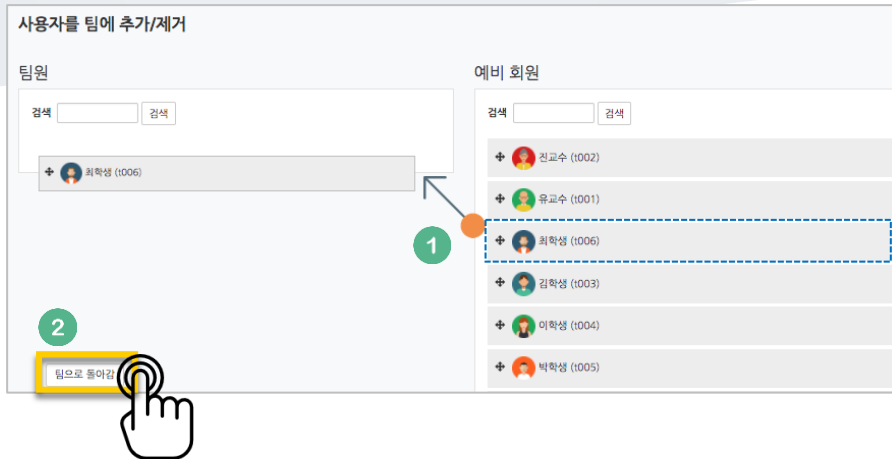 사용자를 팀에 추가/제거
팀원
검색 검색
최학생 (t006)
예비 회원
검색 검색
진교수 (t002)
유교수 (t001)
최학생 (t006)
김학생 (t003)
이학생 (t004)
박학생 (t005)
1
2
팀으로 돌아감